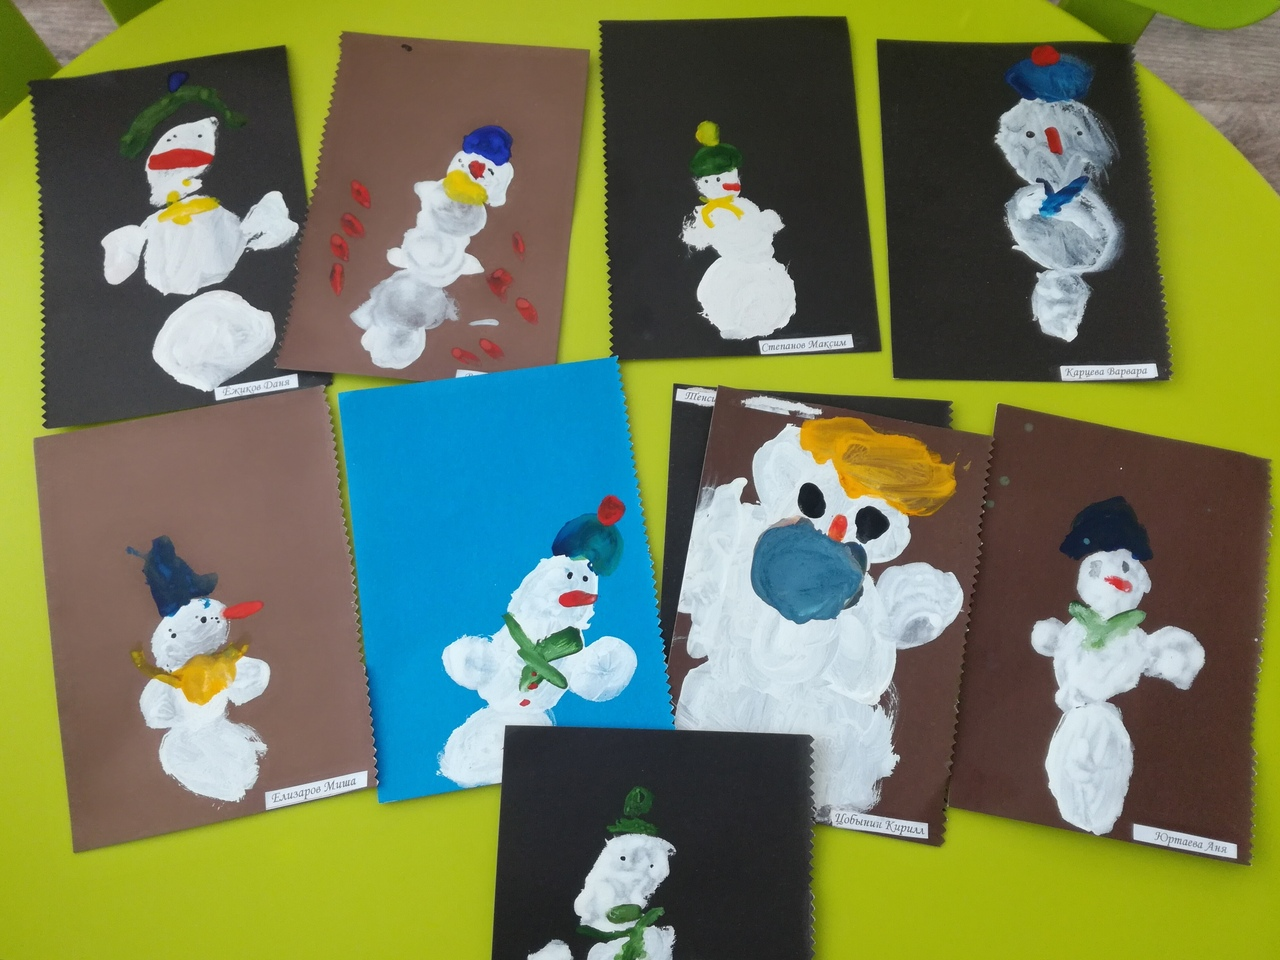 Ёжиков Даня
Степанов Максим
Карцева Варвара
Елизаров Миша
Цобынин Кирилл
Юртаева Аня